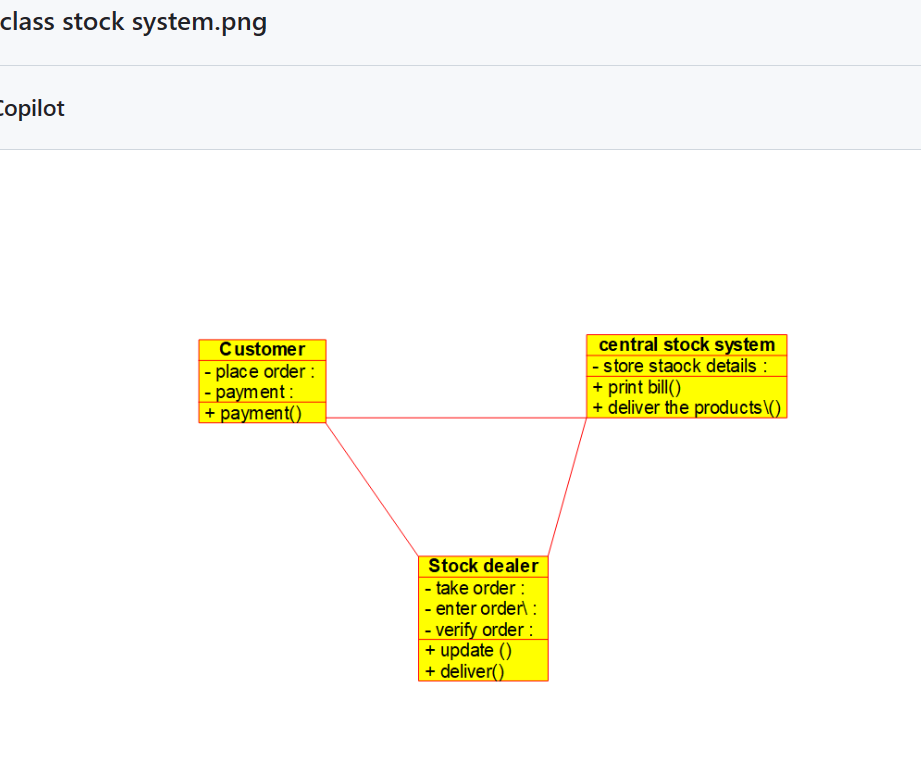 class stock system.png
Copilot
Customer
- place order :
- payment :
+ payment()
central stock system
- store staock details :
+ print bill()
+ deliver the products\()
Stock dealer
- take order :
- enter order\ :
- verify order :
+ update ()
+ deliver()